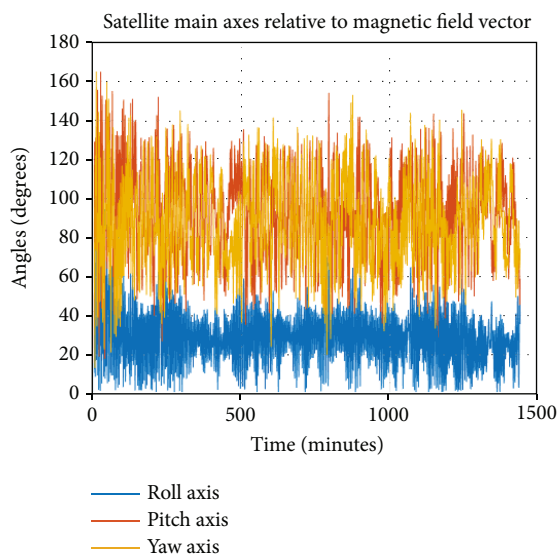 Satellite main axes relative to magnetic field vector
180
160
140
120
100
80
60
40
20
0
Angles (degrees)
0 500 1000 1500
Time (minutes)
Roll axis
Pitch axis
Yaw axis